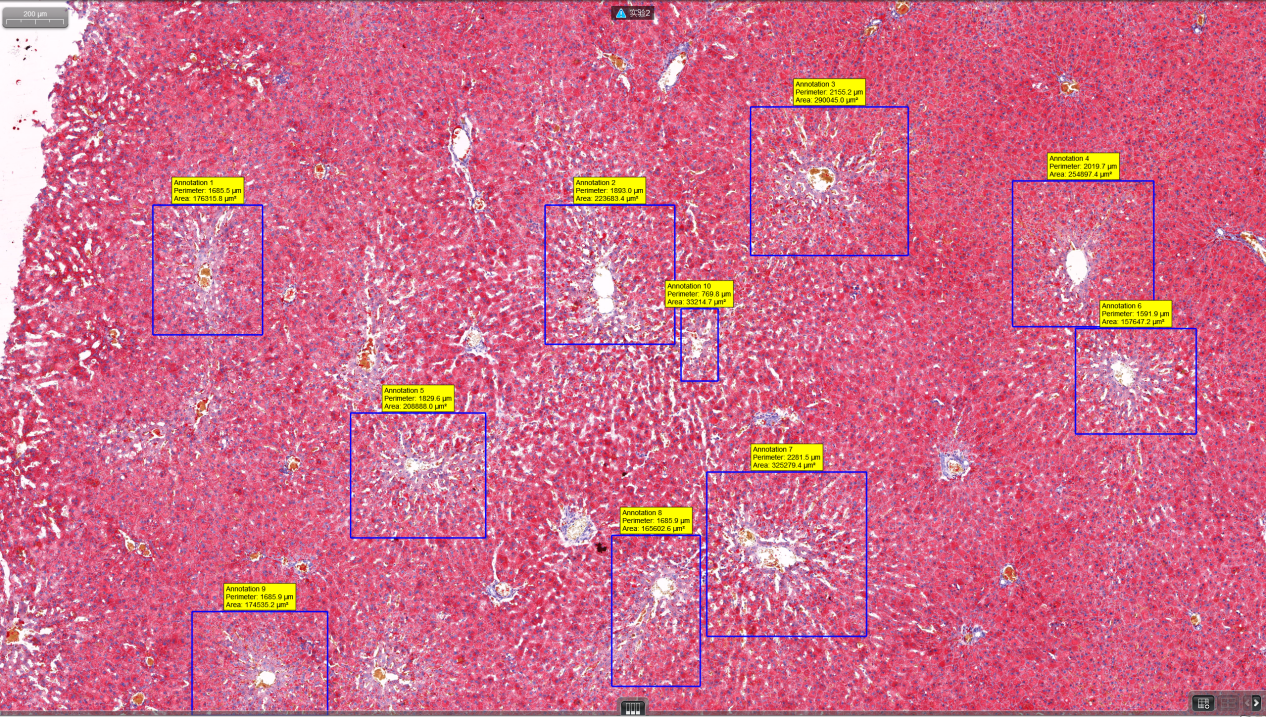 200 µm
实验2
Annotation 3
Perimeter: 2155.2 µm
Area: 290045.0 µm²
Annotation 4
Perimeter: 2019.7 µm
Area: 254897.4 µm²
Annotation 1
Perimeter: 1685.5 µm
Area: 176315.8 µm²
Annotation 2
Perimeter: 1893.0 µm
Area: 223683.4 µm²
Annotation 10
Perimeter: 769.8 µm
Area: 33214.7 µm²
Annotation 6
Perimeter: 1591.9 µm
Area: 157647.2 µm²
Annotation 5
Perimeter: 1829.6 µm
Area: 208888.0 µm²
Annotation 7
Perimeter: 2281.5 µm
Area: 325279.4 µm²
Annotation 8
Perimeter: 1685.9 µm
Area: 165602.6 µm²
Annotation 9
Perimeter: 1685.9 µm
Area: 174535.2 µm²